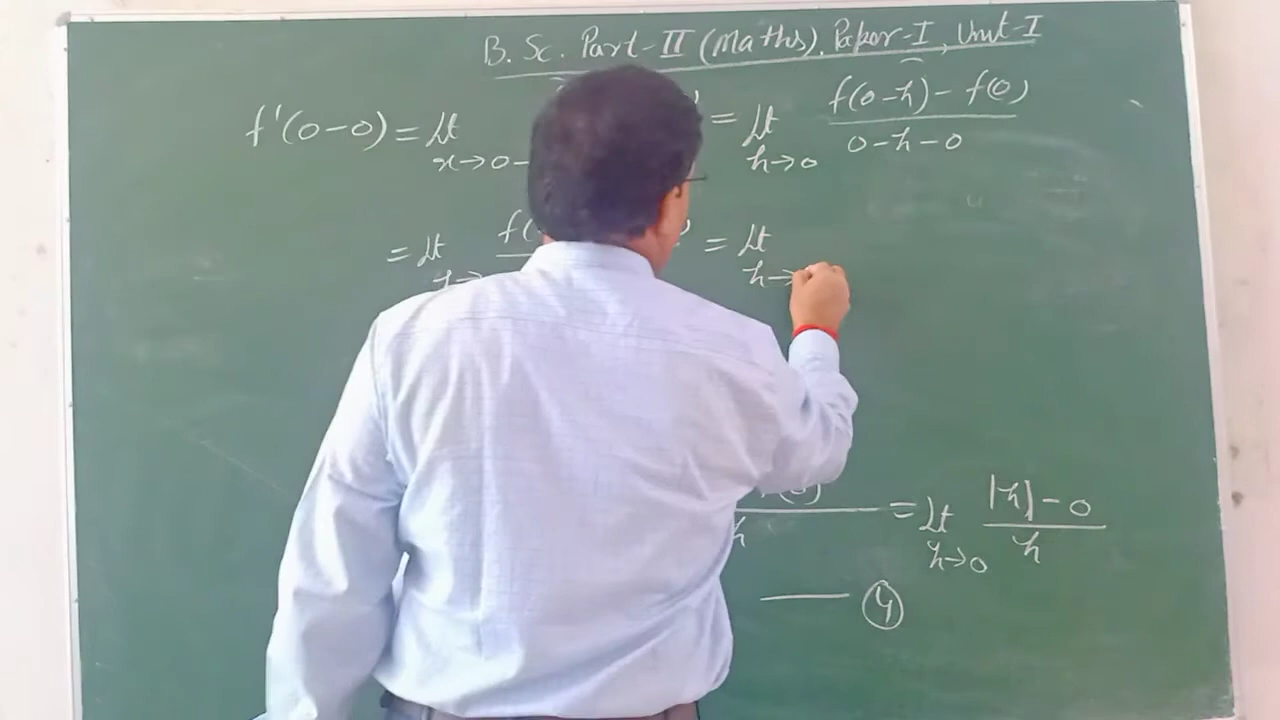 B.Sc. Part-II (Maths), Paper-I, Unit-I
f'(0-0) = Lt x→0- = Lt h→0 f(0-h) - f(0) / 0-h-0
= Lt f( = Lt h→
= Lt h→0 |h| - 0 / h
④